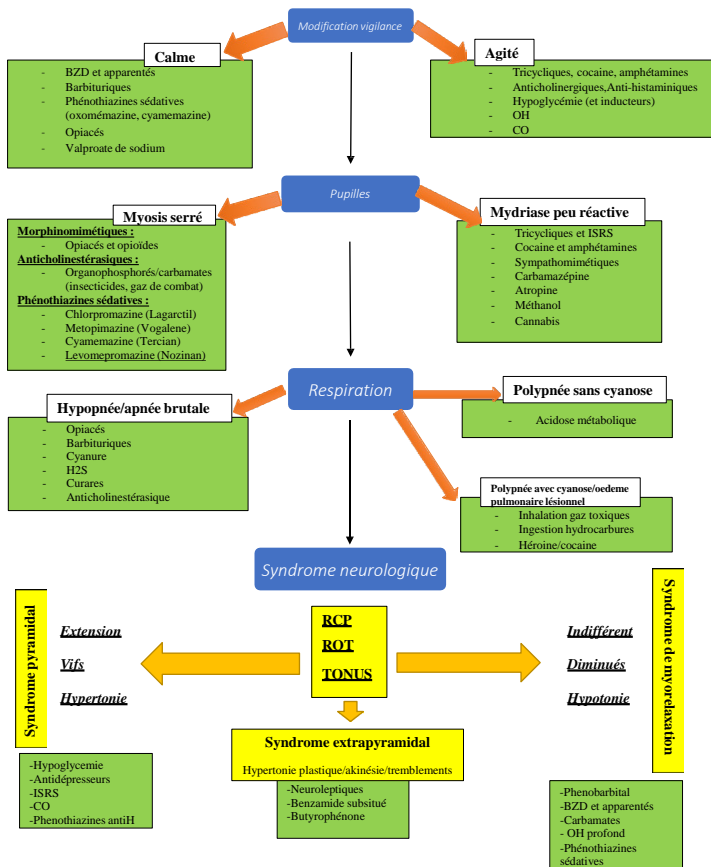 Modification vigilance
Calme
- BZD et apparentés
- Barbituriques
- Phénothiazines sédatives
(oxomémazine, cyamemazine)
- Opiacés
- Valproate de sodium
Agité
- Tricycliques, cocaine, amphétamines
- Anticholinergiques,Anti-histaminiques
- Hypoglycémie (et inducteurs)
- OH
- CO
Pupilles
Myosis serré
Morphinomimétiques :
- Opiacés et opioïdes
Anticholinestérasiques :
- Organophosphorés/carbamates
(insecticides, gaz de combat)
Phénothiazines sédatives :
- Chlorpromazine (Lagarctil)
- Metopimazine (Vogalene)
- Cyamemazine (Tercian)
- Levomepromazine (Nozinan)
Mydriase peu réactive
- Tricycliques et ISRS
- Cocaine et amphétamines
- Sympathomimétiques
- Carbamazépine
- Atropine
- Méthanol
- Cannabis
Respiration
Hypopnée/apnée brutale
- Opiacés
- Barbituriques
- Cyanure
- H2S
- Curares
- Anticholinestérasique
Polypnée sans cyanose
- Acidose métabolique
Polypnée avec cyanose/oedeme
pulmonaire lésionnel
- Inhalation gaz toxiques
- Ingestion hydrocarbures
- Héroine/cocaine
Syndrome neurologique
Syndrome pyramidal
Extension
Vifs
Hypertonie
RCP
ROT
TONUS
Indifférent
Diminués
Hypotonie
Syndrome de myorelaxation
Syndrome extrapyramidal
Hypertonie plastique/akinésie/tremblements
-Hypoglycemie
-Antidépresseurs
-ISRS
-CO
-Phenothiazines antiH
-Neuroleptiques
-Benzamide subsitué
-Butyrophénone
-Phenobarbital
-BZD et apparentés
-Carbamates
- OH profond
-Phénothiazines
sédatives